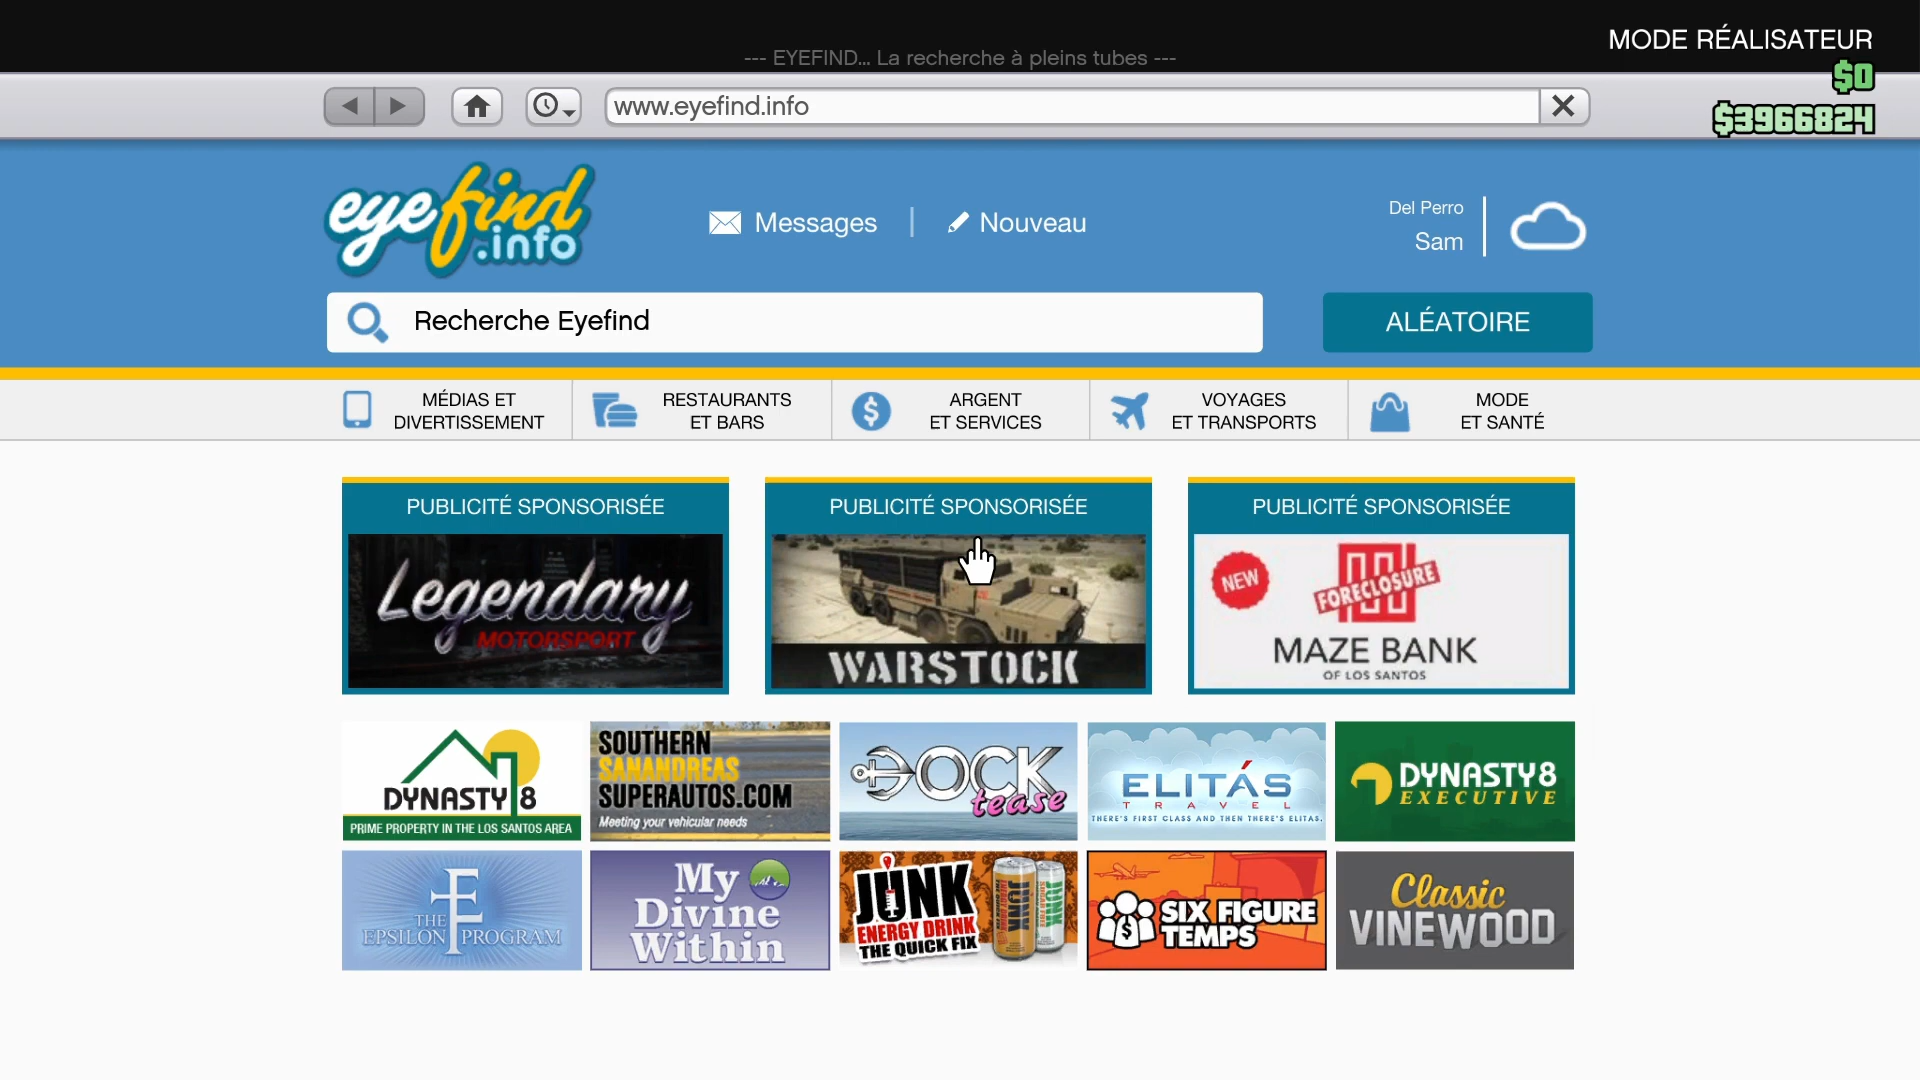 MODE RÉALISATEUR
--- EYEFIND... La recherche à pleins tubes ---
$0
$3966824
www.eyefind.info
eyefind
.info
Messages
Nouveau
Del Perro
Sam
Recherche Eyefind
ALÉATOIRE
MÉDIAS ET
DIVERTISSEMENT
RESTAURANTS
ET BARS
ARGENT
ET SERVICES
VOYAGES
ET TRANSPORTS
MODE
ET SANTÉ
PUBLICITÉ SPONSORISÉE
Legendary
MOTORSPORT
PUBLICITÉ SPONSORISÉE
WARSTOCK
PUBLICITÉ SPONSORISÉE
NEW
FORECLOSURE
MAZE BANK
OF LOS SANTOS
DYNASTY 8
PRIME PROPERTY IN THE LOS SANTOS AREA
SOUTHERN
SANANDREAS
SUPERAUTOS.COM
Meeting your vehicular needs
DOCK
tease
ELITÁS
TRAVEL
THERE'S FIRST CLASS AND THEN THERE'S ELITAS.
DYNASTY8
EXECUTIVE
THE
EPSILON PROGRAM
My
Divine
Within
JUNK
ENERGY DRINK
THE QUICK FIX
SIX FIGURE
TEMPS
Classic
VINEWOOD